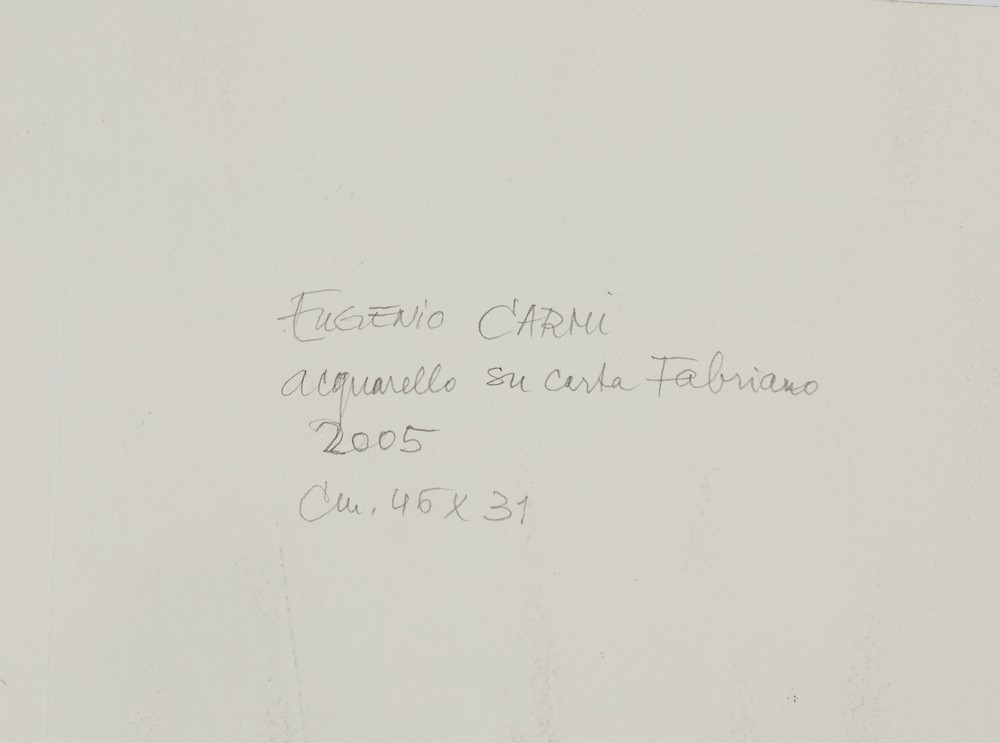 EUGENIO CARMI
acquarello su carta Fabriano
2005
Cm. 45 x 31